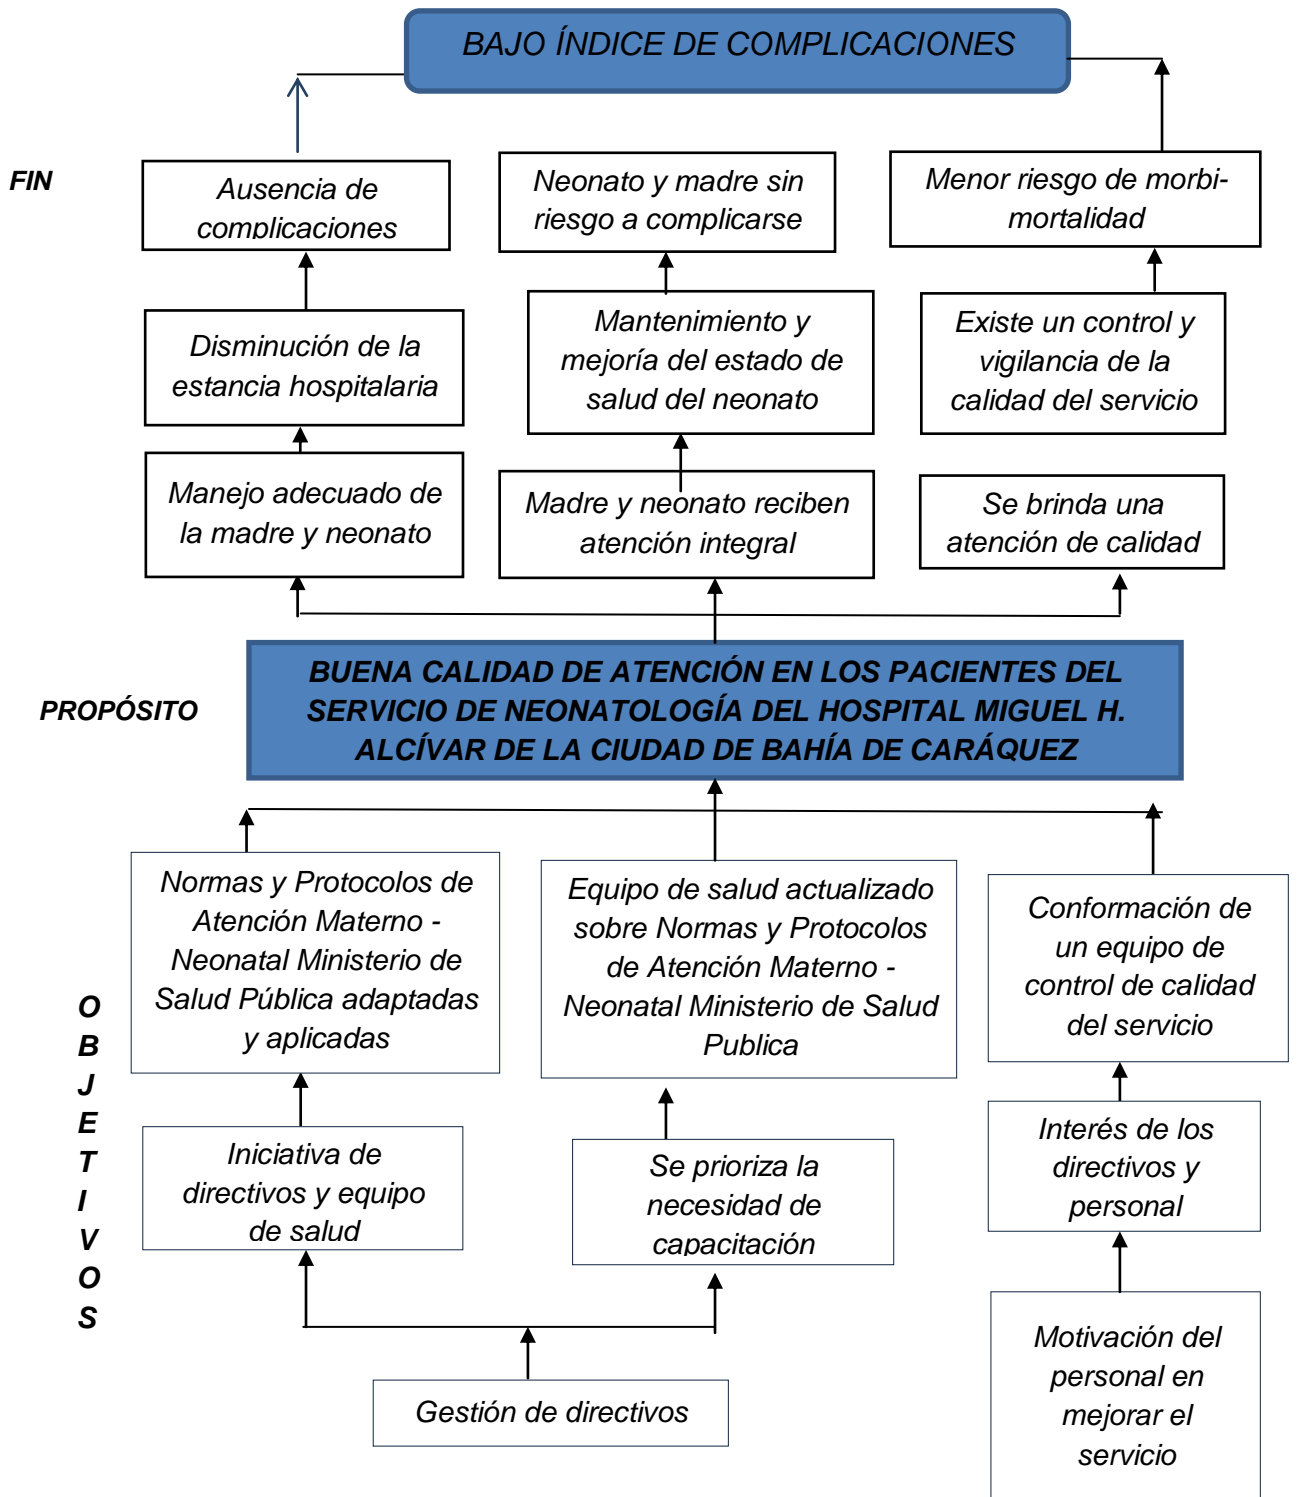 BAJO ÍNDICE DE COMPLICACIONES
FIN
Ausencia de
complicaciones
Neonato y madre sin
riesgo a complicarse
Menor riesgo de morbi-
mortalidad
Disminución de la
estancia hospitalaria
Mantenimiento y
mejoría del estado de
salud del neonato
Existe un control y
vigilancia de la
calidad del servicio
Manejo adecuado de
la madre y neonato
Madre y neonato reciben
atención integral
Se brinda una
atención de calidad
PROPÓSITO
BUENA CALIDAD DE ATENCIÓN EN LOS PACIENTES DEL
SERVICIO DE NEONATOLOGÍA DEL HOSPITAL MIGUEL H.
ALCÍVAR DE LA CIUDAD DE BAHÍA DE CARÁQUEZ
O
B
J
E
T
I
V
O
S
Normas y Protocolos de
Atención Materno -
Neonatal Ministerio de
Salud Pública adaptadas
y aplicadas
Equipo de salud actualizado
sobre Normas y Protocolos
de Atención Materno -
Neonatal Ministerio de Salud
Publica
Conformación de
un equipo de
control de calidad
del servicio
Iniciativa de
directivos y equipo
de salud
Se prioriza la
necesidad de
capacitación
Interés de los
directivos y
personal
Gestión de directivos
Motivación del
personal en
mejorar el
servicio